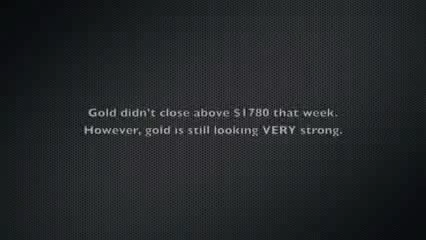 Gold didn't close above $1780 that week.
However, gold is still looking VERY strong.